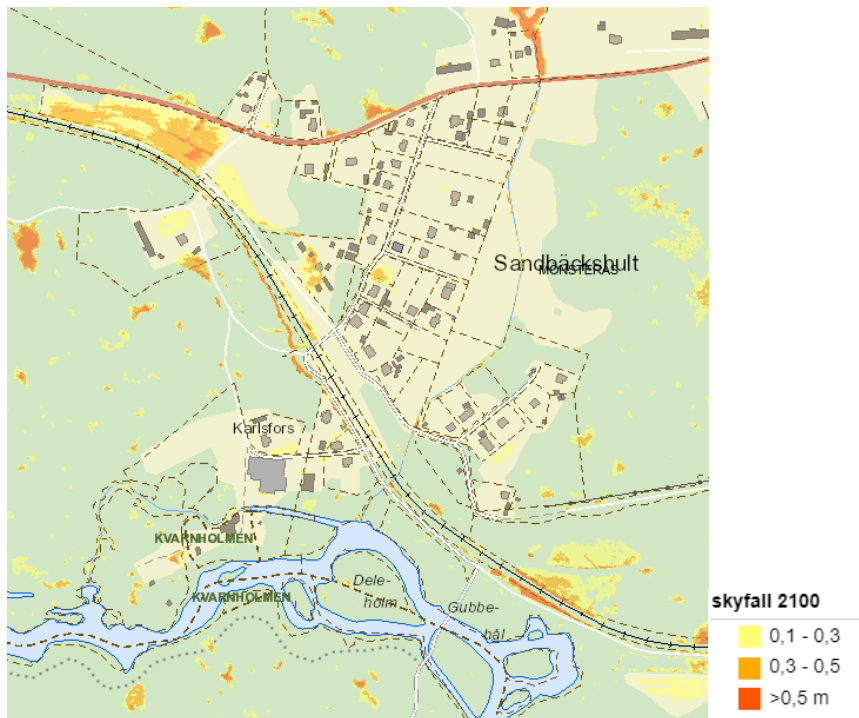 Sandbäckshult
MÖNSTERÅS
Karlsfors
KVARNHOLMEN
Dele-
holm
KVARNHOLMEN
Gubbe-
hål
skyfall 2100
0,1 - 0,3
0,3 - 0,5
>0,5 m